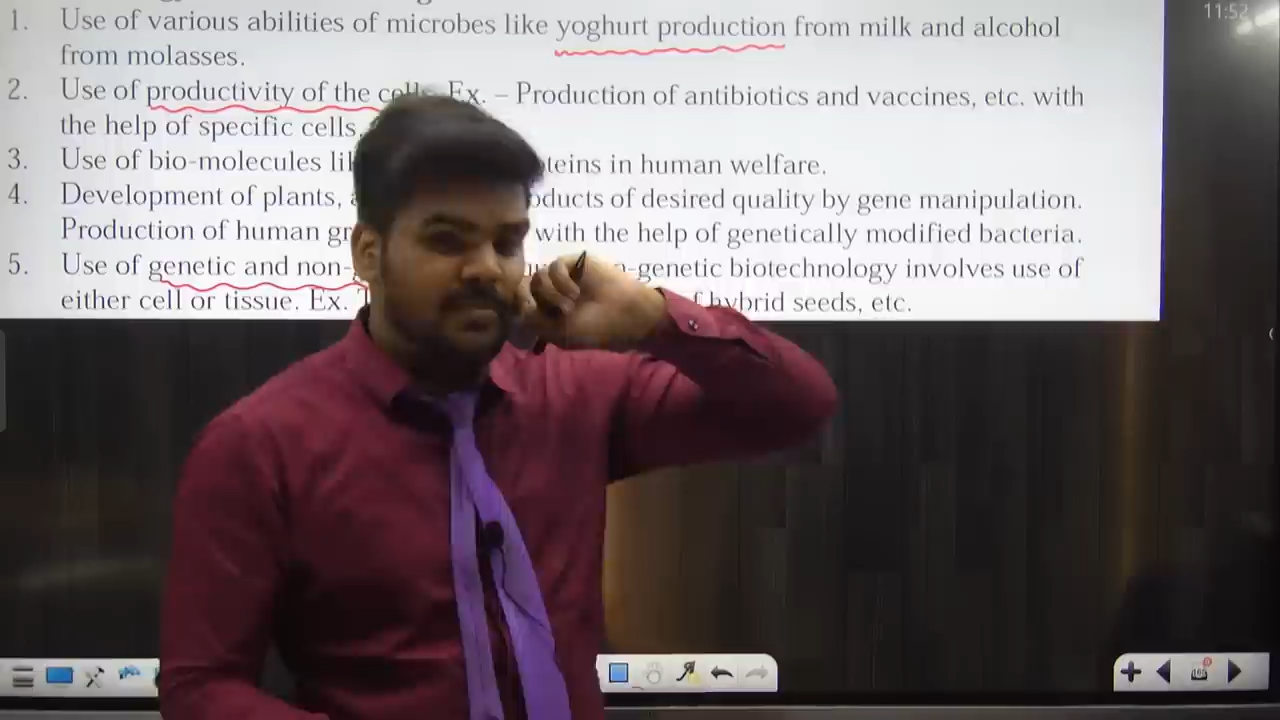 1. Use of various abilities of microbes like yoghurt production from milk and alcohol
from molasses.
2. Use of productivity of the Ex. – Production of antibiotics and vaccines, etc. with
the help of specific cells,
3. Use of bio-molecules in human welfare.
4. Development of plants, of desired quality by gene manipulation.
Production of human with the help of genetically modified bacteria.
5. Use of genetic and biotechnology involves use of
either cell or tissue. Ex. hybrid seeds, etc.
11:52